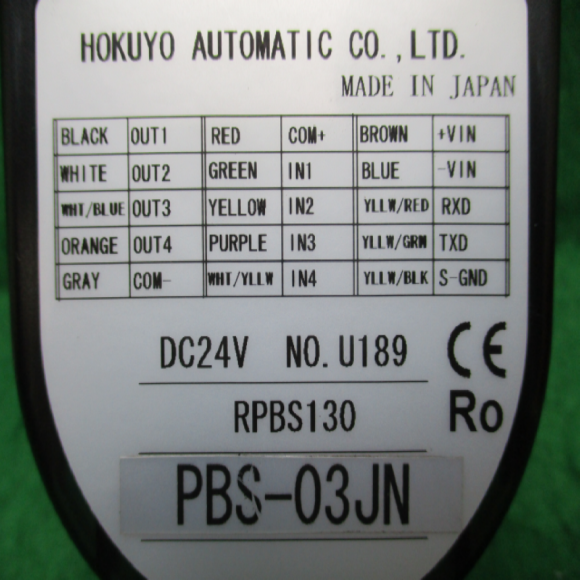 HOKUYO AUTOMATIC CO.,LTD.
MADE IN JAPAN
BLACK OUT1 RED COM+ BROWN +VIN
WHITE OUT2 GREEN IN1 BLUE -VIN
WHT/BLUE OUT3 YELLOW IN2 YLLW/RED RXD
ORANGE OUT4 PURPLE IN3 YLLW/GRN TXD
GRAY COM- WHT/YLLW IN4 YLLW/BLK S-GND
DC24V NO. U189 CE
RPBS130 Ro
PBS-03JN